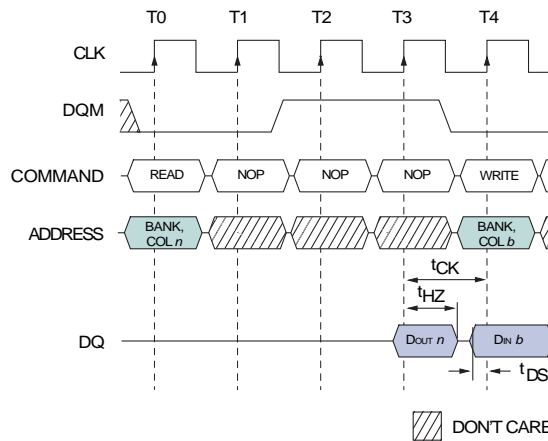 T0 T1 T2 T3 T4
CLK
DQM
COMMAND READ NOP NOP NOP WRITE
ADDRESS BANK, COL n BANK, COL b
tCK
tHZ
DQ DOUT n DIN b
tDS
DON'T CARE